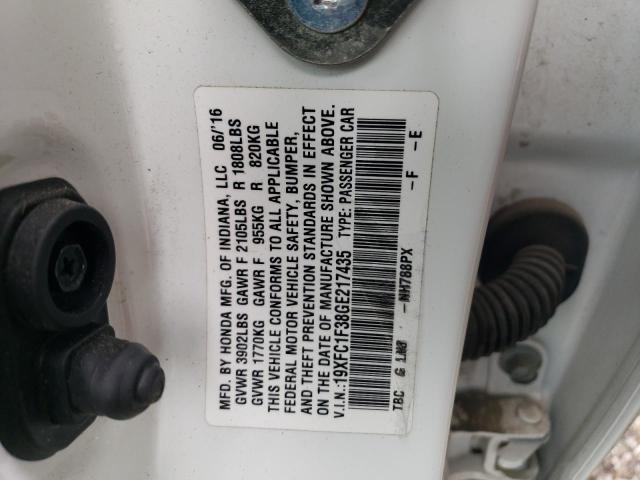 MFD. BY HONDA MFG. OF INDIANA, LLC 06/'16
GVWR 3902LBS GAWR F 2105LBS R 1808LBS
GVWR 1770KG GAWR F 955KG R 820KG
THIS VEHICLE CONFORMS TO ALL APPLICABLE
FEDERAL MOTOR VEHICLE SAFETY, BUMPER,
AND THEFT PREVENTION STANDARDS IN EFFECT
ON THE DATE OF MANUFACTURE SHOWN ABOVE.
V.I.N.:19XFC1F38GE217435 TYPE: PASSENGER CAR
TBC G NH788PX -F -E